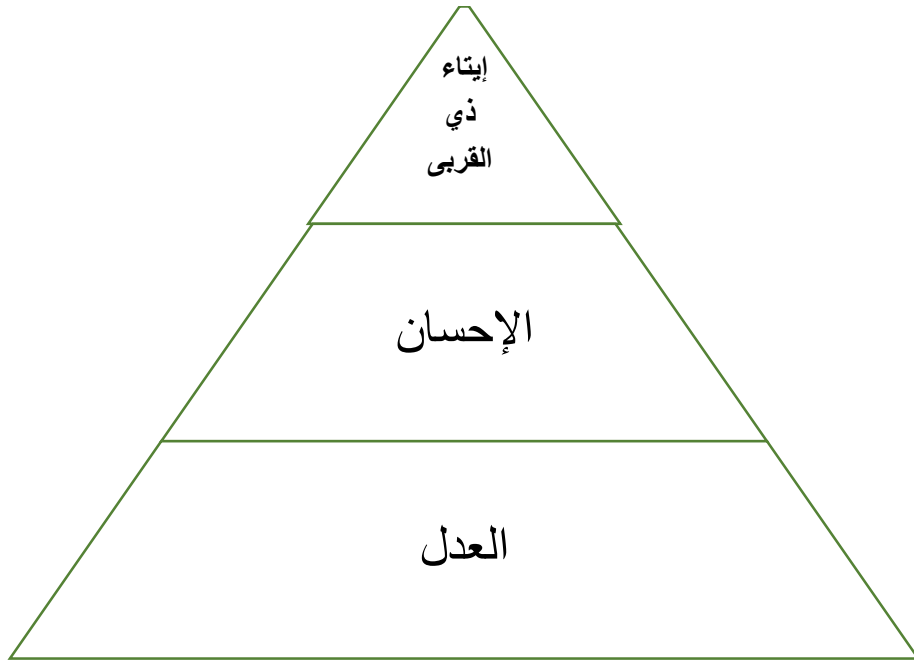 إيتاء
ذي
القربى
الإحسان
العدل